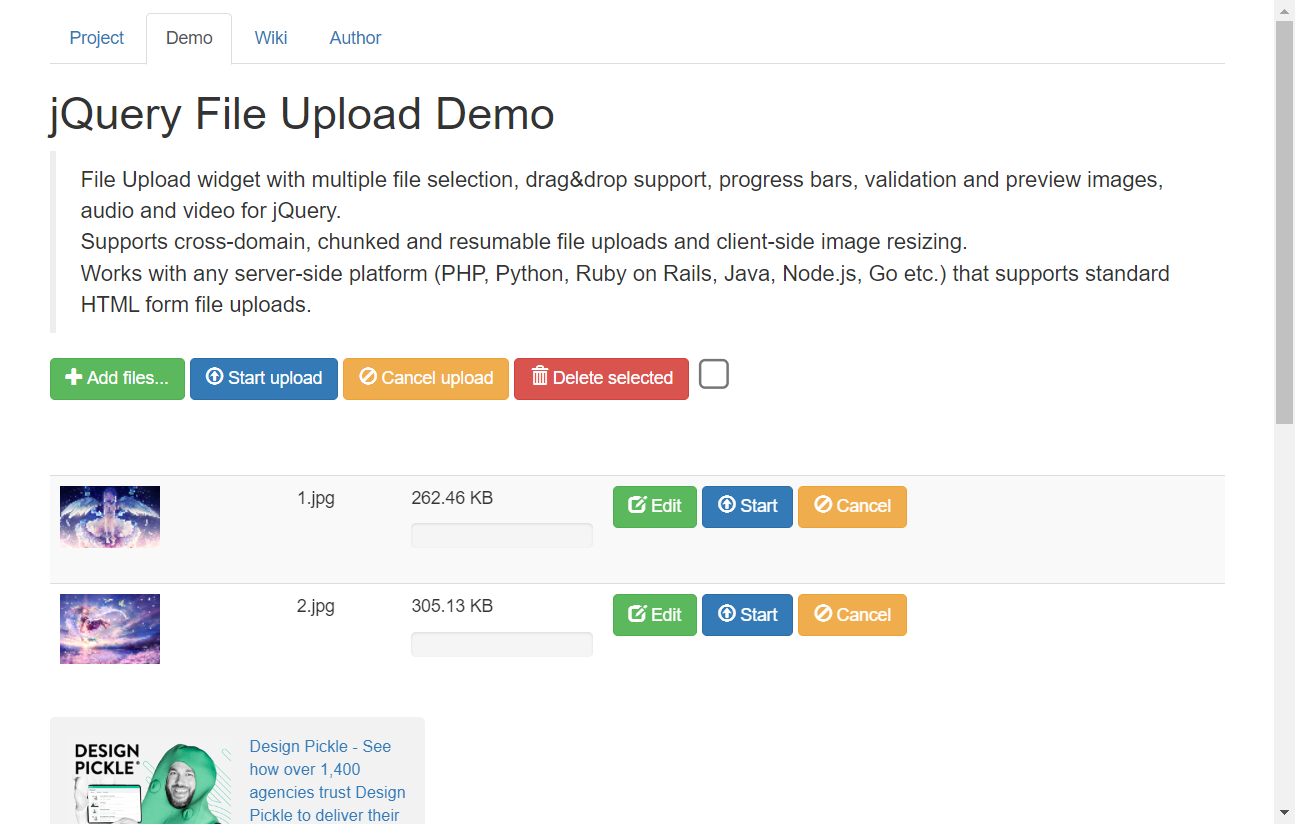 Project Demo Wiki Author
jQuery File Upload Demo
File Upload widget with multiple file selection, drag&drop support, progress bars, validation and preview images,
audio and video for jQuery.
Supports cross-domain, chunked and resumable file uploads and client-side image resizing.
Works with any server-side platform (PHP, Python, Ruby on Rails, Java, Node.js, Go etc.) that supports standard
HTML form file uploads.
Add files... Start upload Cancel upload Delete selected
1.jpg 262.46 KB Edit Start Cancel
2.jpg 305.13 KB Edit Start Cancel
DESIGN
PICKLE
Design Pickle - See
how over 1,400
agencies trust Design
Pickle to deliver their